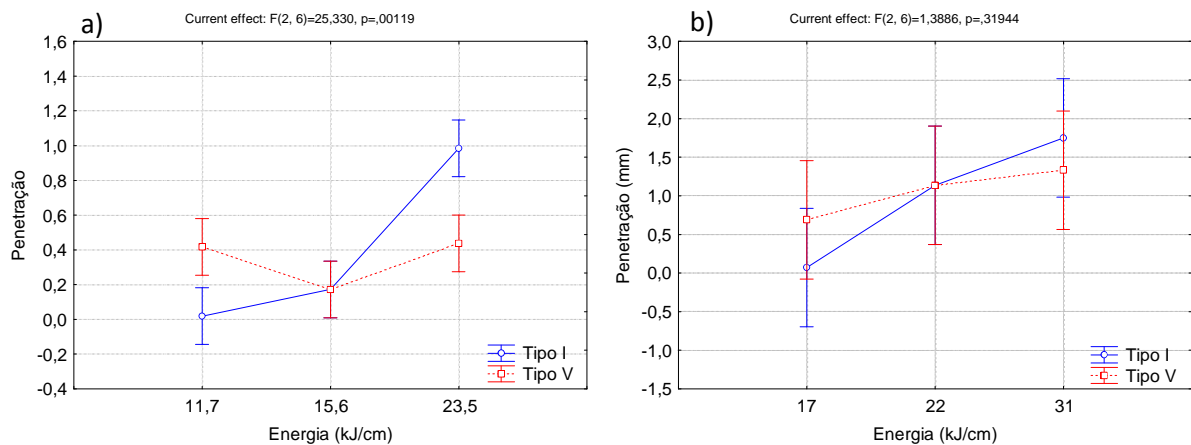 a)
Current effect: F(2, 6)=25,330, p=,00119
1,6
1,4
1,2
1,0
0,8
0,6
0,4
0,2
0,0
-0,2
-0,4
Penetração
11,7 15,6 23,5
Energia (kJ/cm)
Tipo I
Tipo V
b)
Current effect: F(2, 6)=1,3886, p=,31944
3,0
2,5
2,0
1,5
1,0
0,5
0,0
-0,5
-1,0
-1,5
Penetração (mm)
17 22 31
Energia (kJ/cm)
Tipo I
Tipo V